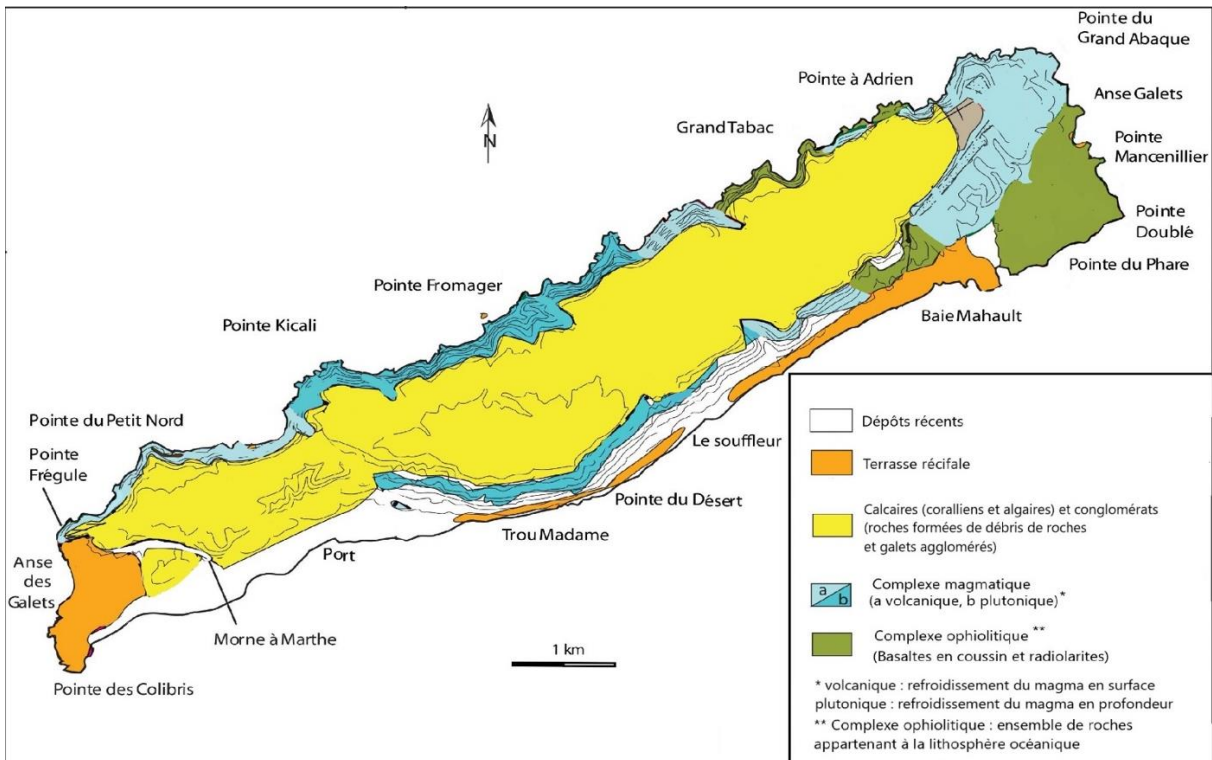 Pointe du
Grand Abaque
Pointe à Adrien
Anse Galets
Grand Tabac
N
Pointe
Mancenillier
Pointe
Doublé
Pointe du Phare
Pointe Fromager
Baie Mahault
Pointe Kicali
Pointe du Petit Nord
Pointe
Frégule
Le souffleur
Pointe du Désert
Trou Madame
Port
Anse
des
Galets
Morne à Marthe
1 km
Pointe des Colibris
Dépôts récents
Terrasse récifale
Calcaires (coralliens et algaires) et conglomérats
(roches formées de débris de roches
et galets agglomérés)
a
b
Complexe magmatique
(a volcanique, b plutonique) *
Complexe ophiolitique **
(Basaltes en coussin et radiolarites)
* volcanique : refroidissement du magma en surface
plutonique : refroidissement du magma en profondeur
** Complexe ophiolitique : ensemble de roches
appartenant à la lithosphère océanique